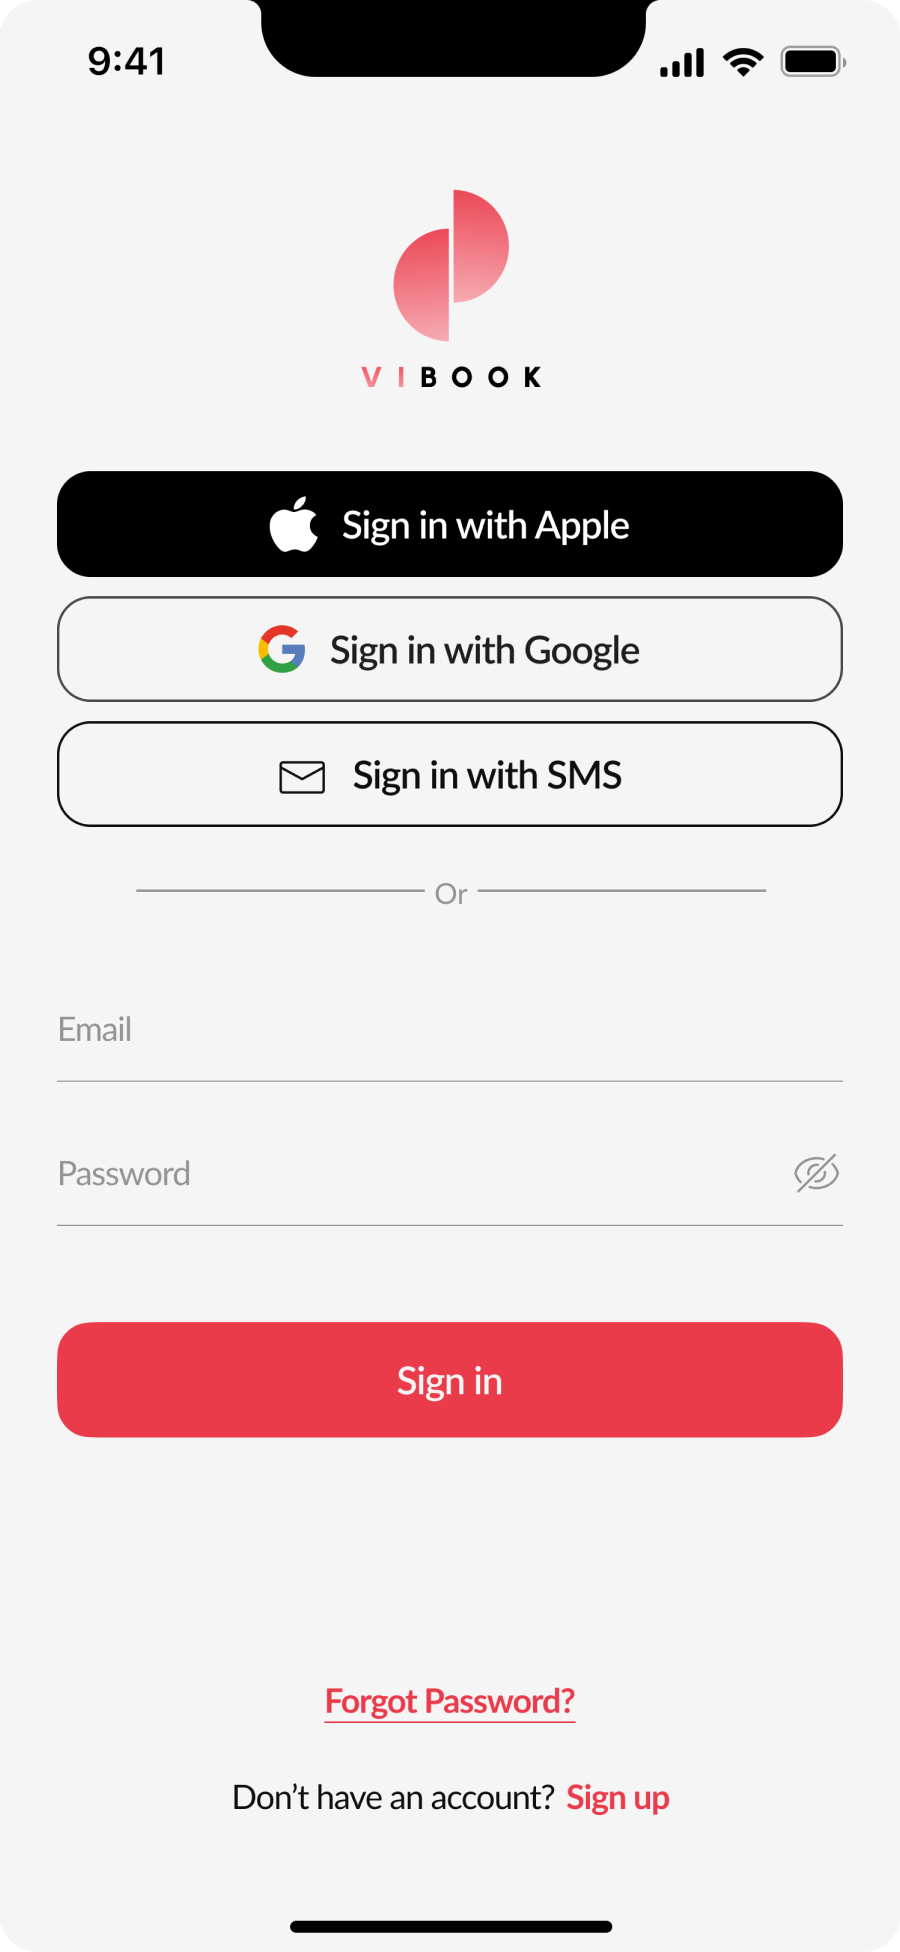 9:41
VIBOOK
Sign in with Apple
Sign in with Google
Sign in with SMS
Or
Email
Password
Sign in
Forgot Password?
Don't have an account? Sign up